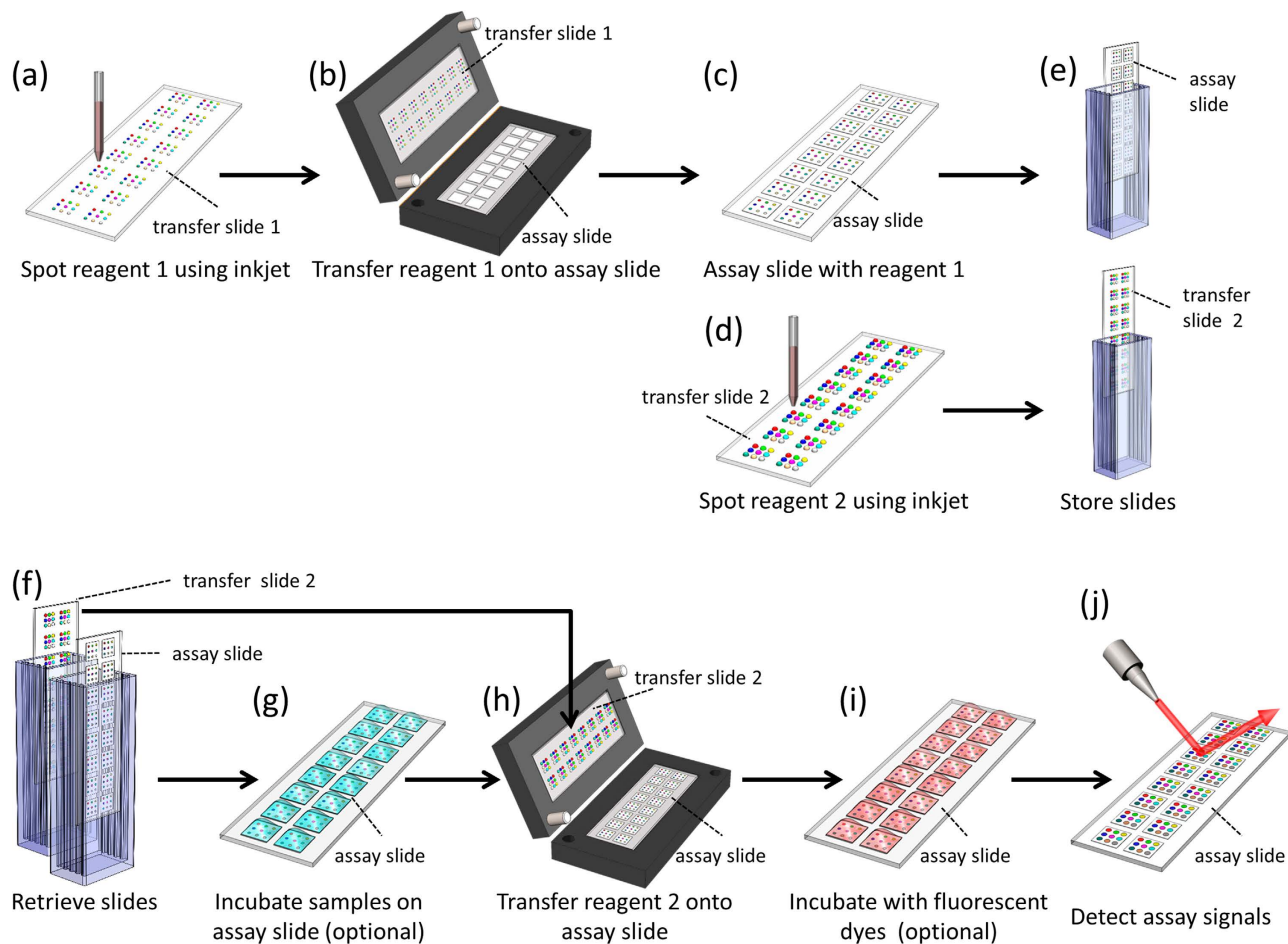 (a)
transfer slide 1
Spot reagent 1 using inkjet
(b)
transfer slide 1
assay slide
Transfer reagent 1 onto assay slide
(c)
assay slide
Assay slide with reagent 1
(d)
transfer slide 2
Spot reagent 2 using inkjet
(e)
assay
slide
transfer
slide 2
Store slides
(f)
transfer slide 2
assay slide
Retrieve slides
(g)
assay slide
Incubate samples on
assay slide (optional)
(h)
transfer slide 2
assay slide
Transfer reagent 2 onto
assay slide
(i)
assay slide
Incubate with fluorescent
dyes (optional)
(j)
assay slide
Detect assay signals